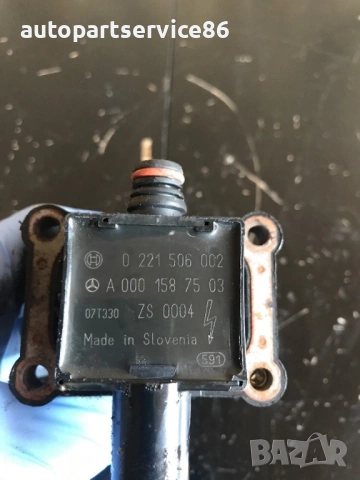 autopartservice86
0 221 506 002
A 000 158 75 03
07T330 ZS 0004
Made in Slovenia 591
BAZAR